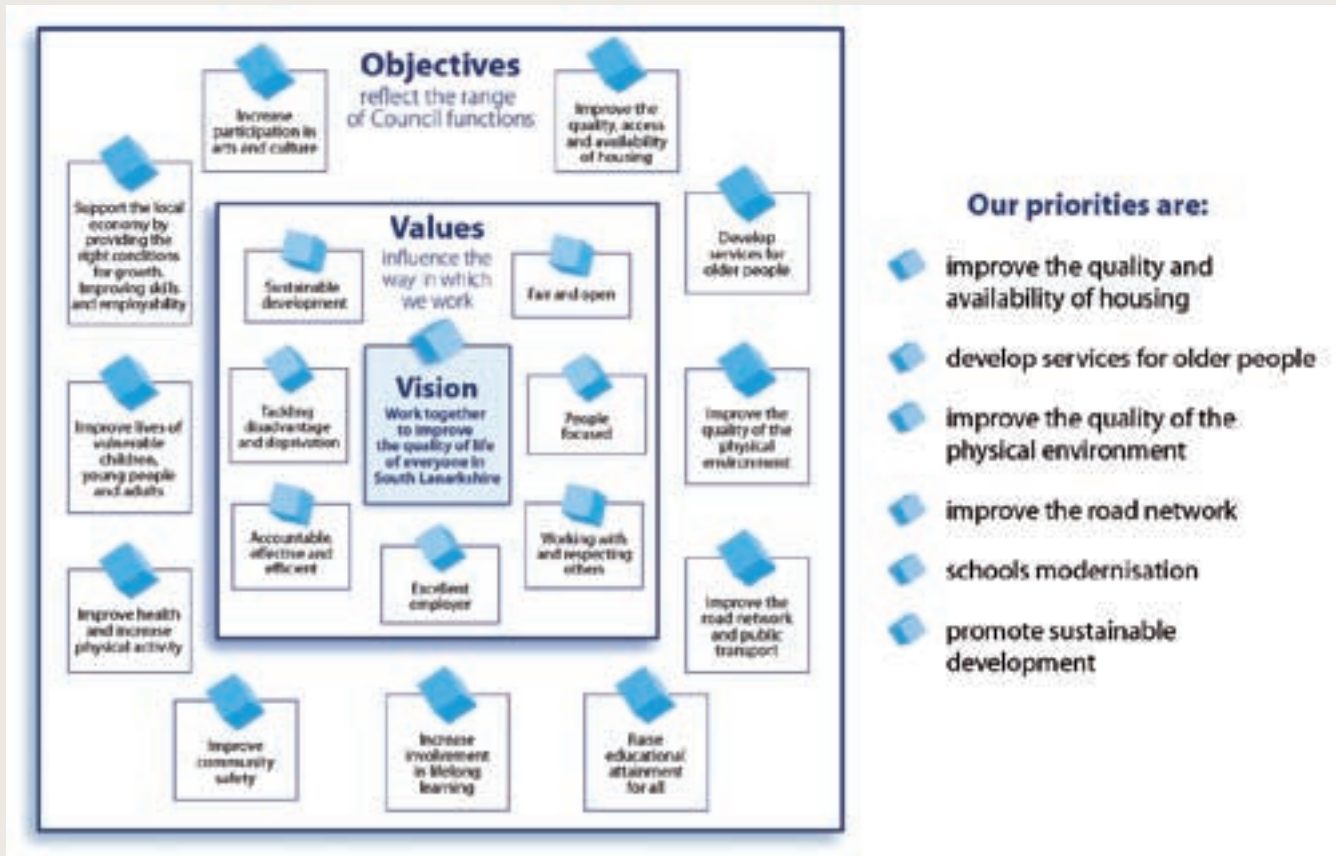 Objectives
reflect the range
of Council functions
Increase
participation in
arts and culture
Improve the
quality, access
and availability
of housing
Support the local
economy by
providing the
right conditions
for growth.
Improving skills
and employability
Develop
services for
older people
Improve lives of
vulnerable
children,
young people
and adults
Improve the
quality of the
physical
environment
Improve health
and increase
physical activity
Improve the
road network
and public
transport
Improve
community
safety
Increase
involvement
in lifelong
learning
Raise
educational
attainment
for all
Values
influence the
way in which
we work
Sustainable
development
Fair and open
Tackling
disadvantage
and deprivation
People
focused
Accountable,
effective and
efficient
Excellent
employer
Working with
and respecting
others
Vision
Work together
to improve
the quality of life
of everyone in
South Lanarkshire
Our priorities are:
improve the quality and
availability of housing
develop services for older people
improve the quality of the
physical environment
improve the road network
schools modernisation
promote sustainable
development